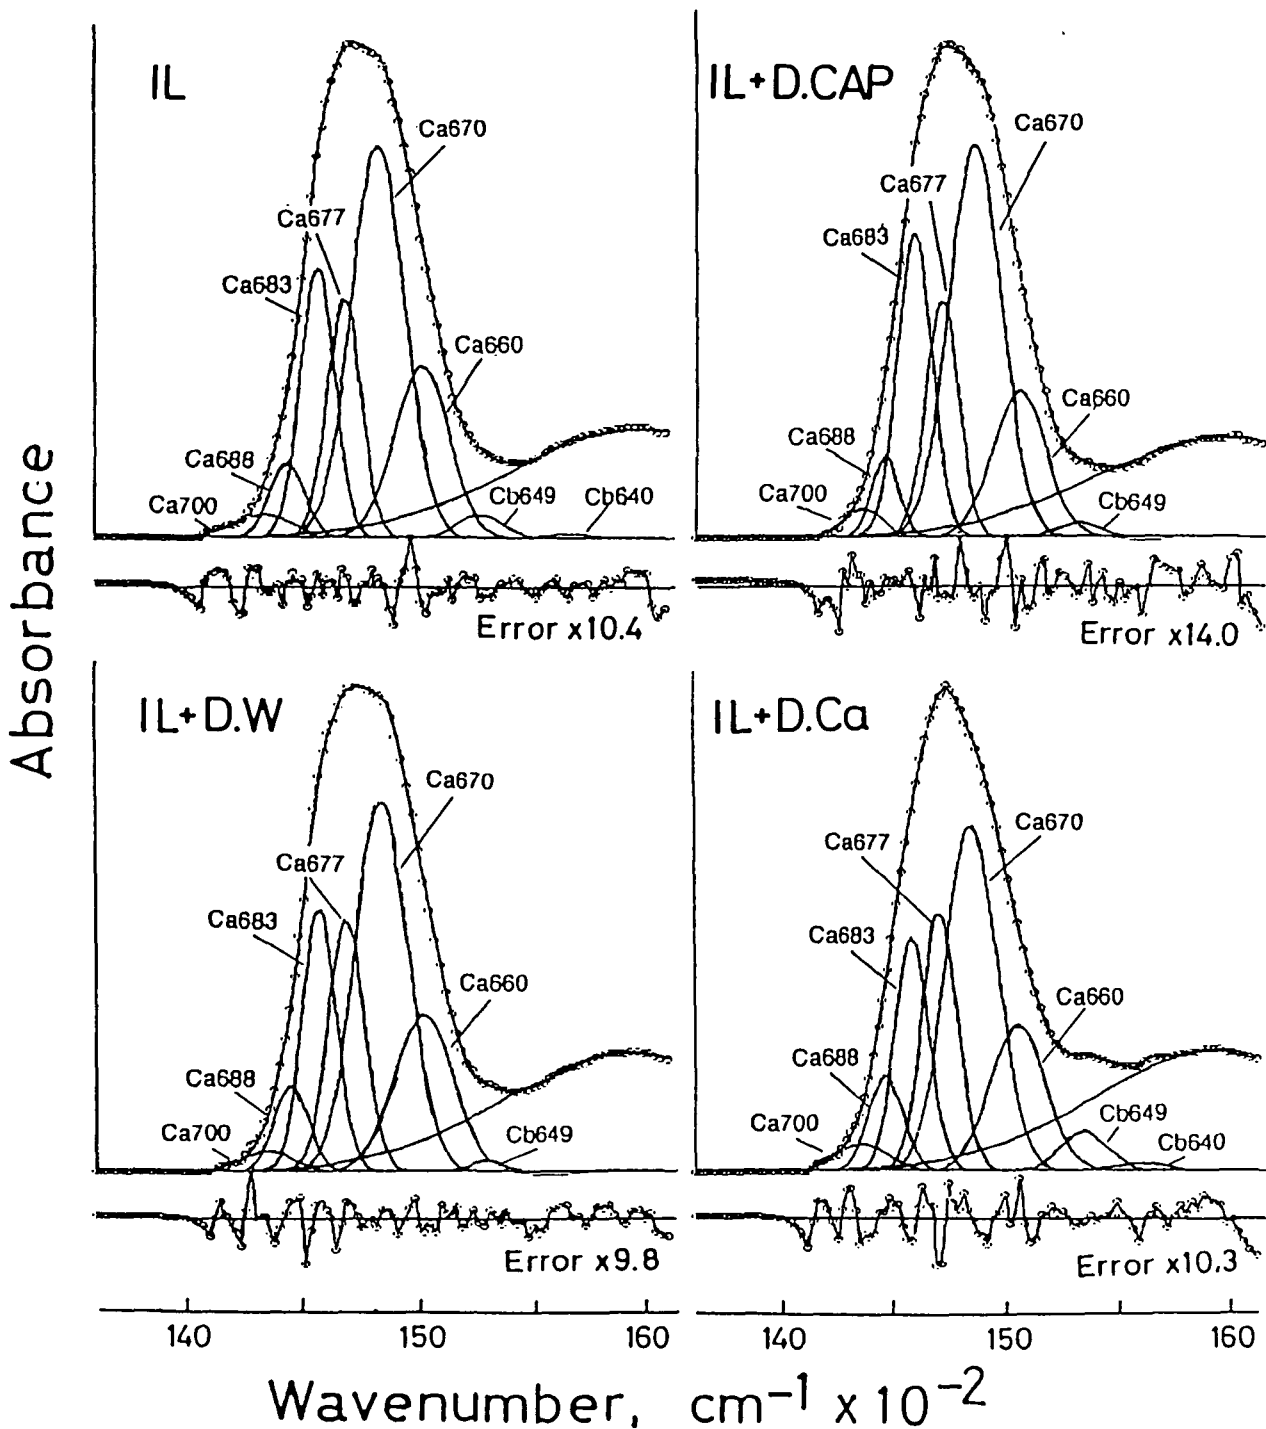 IL
Ca670
Ca677
Ca683
Ca660
Ca688
Ca700
Cb649
Cb640
Error x10.4
IL+D.CAP
Ca670
Ca677
Ca683
Ca660
Ca688
Ca700
Cb649
Error x14.0
Absorbance
IL+D.W
Ca670
Ca677
Ca683
Ca660
Ca688
Ca700
Cb649
Error x9.8
IL+D.Ca
Ca670
Ca677
Ca683
Ca660
Ca688
Ca700
Cb649
Cb640
Error x10.3
140 150 160 140 150 160
Wavenumber, cm⁻¹ x 10⁻²